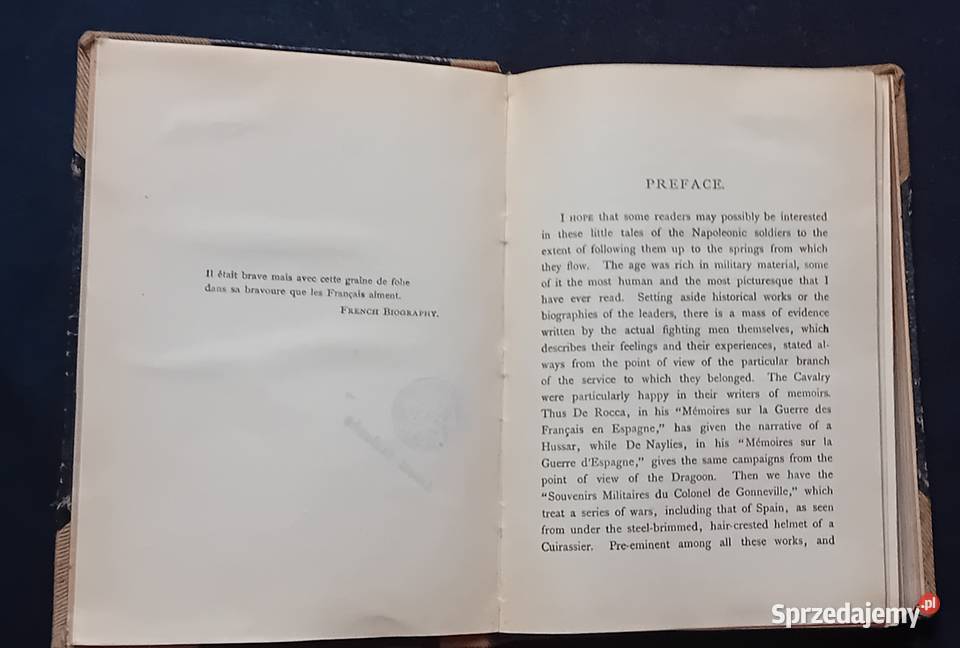 Il était brave mais avec cette graine de folie
dans sa bravoure que les Français aiment.
French Biography.
PREFACE.
I hope that some readers may possibly be interested
in these little tales of the Napoleonic soldiers to the
extent of following them up to the springs from which
they flow. The age was rich in military material, some
of it the most human and the most picturesque that I
have ever read. Setting aside historical works or the
biographies of the leaders, there is a mass of evidence
written by the actual fighting men themselves, which
describes their feelings and their experiences, stated al-
ways from the point of view of the particular branch
of the service to which they belonged. The Cavalry
were particularly happy in their writers of memoirs.
Thus De Rocca, in his "Mémoires sur la Guerre des
Français en Espagne," has given the narrative of a
Hussar, while De Naylies, in his "Mémoires sur la
Guerre d'Espagne," gives the same campaigns from the
point of view of the Dragoon. Then we have the
"Souvenirs Militaires du Colonel de Gonneville," which
treat a series of wars, including that of Spain, as seen
from under the steel-brimmed, hair-crested helmet of a
Cuirassier. Pre-eminent among all these works, and
Sprzedajemy.pl